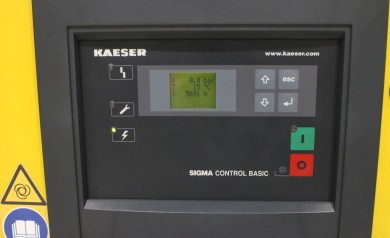 KAESER
www.kaeser.com
esc
SIGMA CONTROL BASIC
I
O